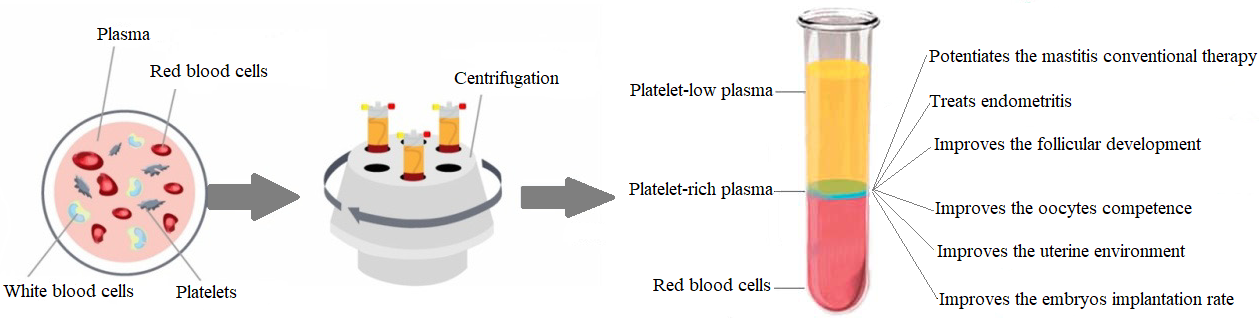 Plasma
Red blood cells
White blood cells
Platelets
Centrifugation
Platelet-low plasma
Platelet-rich plasma
Red blood cells
Potentiates the mastitis conventional therapy
Treats endometritis
Improves the follicular development
Improves the oocytes competence
Improves the uterine environment
Improves the embryos implantation rate